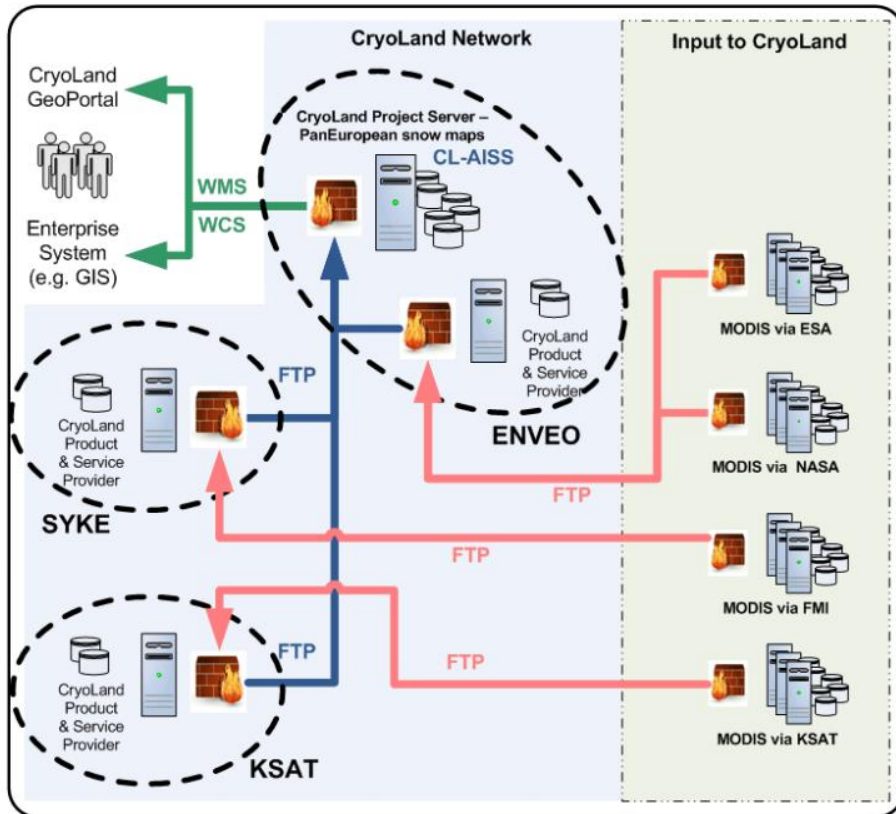 CryoLand Network
Input to CryoLand
CryoLand
GeoPortal
Enterprise
System
(e.g. GIS)
WMS
WCS
CryoLand Project Server –
PanEuropean snow maps
CL-AISS
CryoLand
Product
& Service
Provider
ENVEO
FTP
CryoLand
Product
& Service
Provider
SYKE
FTP
CryoLand
Product
& Service
Provider
KSAT
FTP
MODIS via ESA
MODIS via NASA
FTP
MODIS via FMI
FTP
MODIS via KSAT